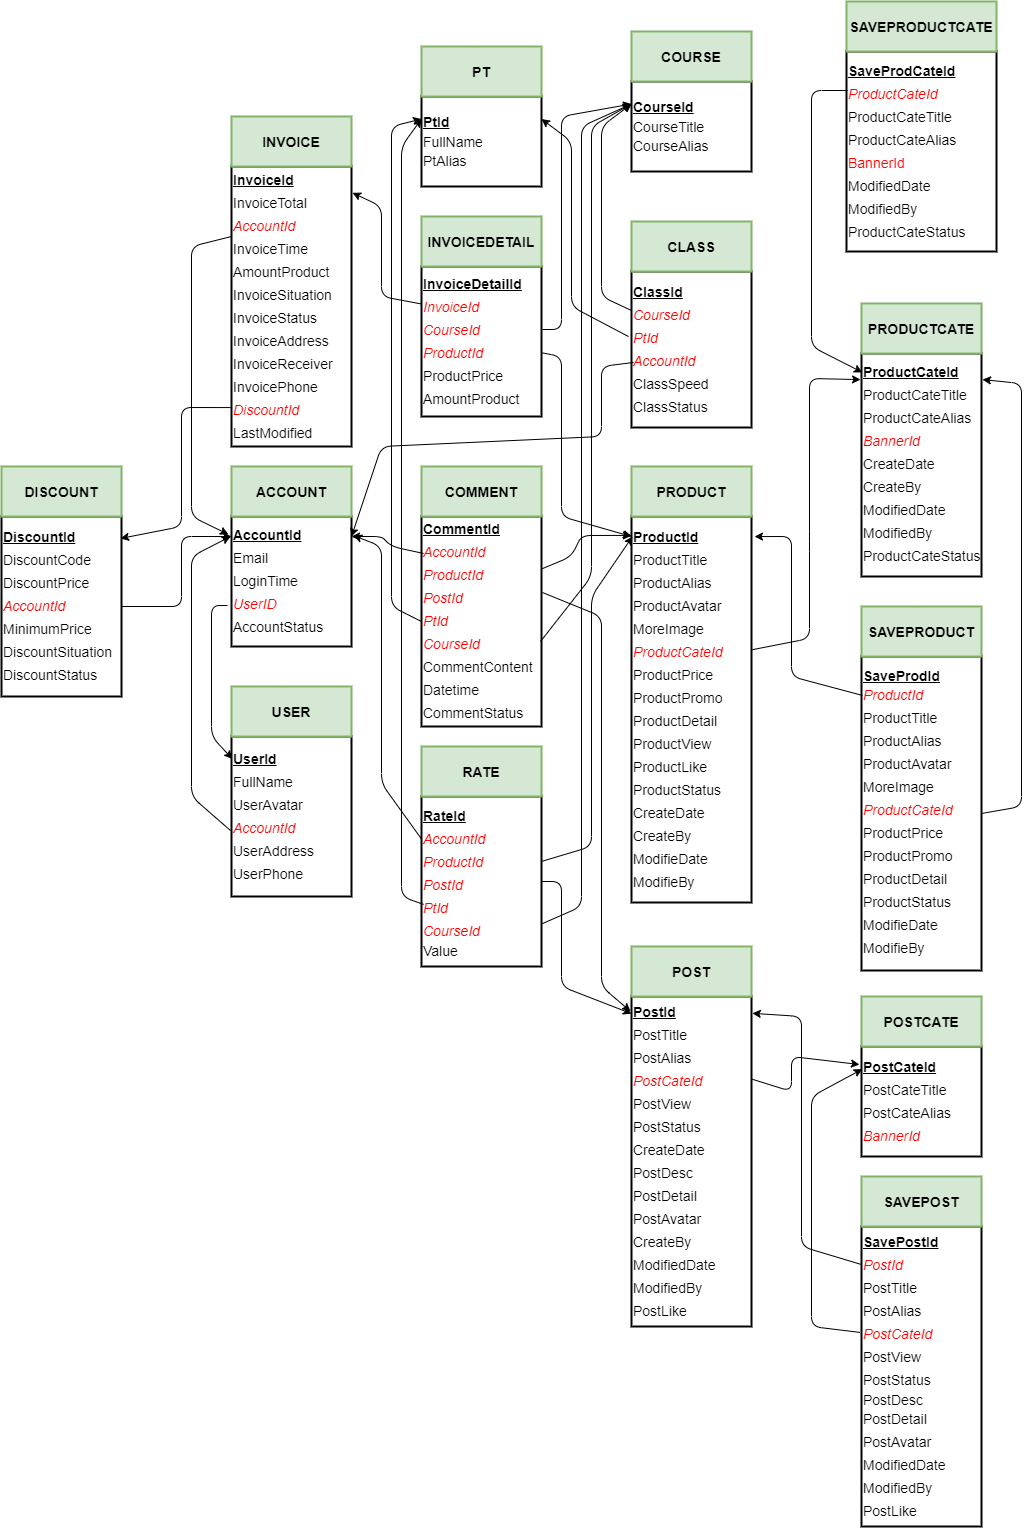 SAVEPRODUCTCATE
SaveProdCateId
ProductCateId
ProductCateTitle
ProductCateAlias
BannerId
ModifiedDate
ModifiedBy
ProductCateStatus
COURSE
CourseId
CourseTitle
CourseAlias
PT
PtId
FullName
PtAlias
INVOICE
InvoiceId
InvoiceTotal
AccountId
InvoiceTime
AmountProduct
InvoiceSituation
InvoiceStatus
InvoiceAddress
InvoiceReceiver
InvoicePhone
DiscountId
LastModified
INVOICEDETAIL
InvoiceDetailId
InvoiceId
CourseId
ProductId
ProductPrice
AmountProduct
CLASS
ClassId
CourseId
PtId
AccountId
ClassSpeed
ClassStatus
PRODUCTCATE
ProductCateId
ProductCateTitle
ProductCateAlias
BannerId
CreateDate
CreateBy
ModifiedDate
ModifiedBy
ProductCateStatus
DISCOUNT
DiscountId
DiscountCode
DiscountPrice
AccountId
MinimumPrice
DiscountSituation
DiscountStatus
ACCOUNT
AccountId
Email
LoginTime
UserID
AccountStatus
COMMENT
CommentId
AccountId
ProductId
PostId
PtId
CourseId
CommentContent
Datetime
CommentStatus
PRODUCT
ProductId
ProductTitle
ProductAlias
ProductAvatar
MoreImage
ProductCateId
ProductPrice
ProductPromo
ProductDetail
ProductView
ProductLike
ProductStatus
CreateDate
CreateBy
ModifieDate
ModifieBy
SAVEPRODUCT
SaveProdId
ProductId
ProductTitle
ProductAlias
ProductAvatar
MoreImage
ProductCateId
ProductPrice
ProductPromo
ProductDetail
ProductStatus
ModifieDate
ModifieBy
USER
UserId
FullName
UserAvatar
AccountId
UserAddress
UserPhone
RATE
RateId
AccountId
ProductId
PostId
PtId
CourseId
Value
POST
PostId
PostTitle
PostAlias
PostCateId
PostView
PostStatus
CreateDate
PostDesc
PostDetail
PostAvatar
CreateBy
ModifiedDate
ModifiedBy
PostLike
POSTCATE
PostCateId
PostCateTitle
PostCateAlias
BannerId
SAVEPOST
SavePostId
PostId
PostTitle
PostAlias
PostCateId
PostView
PostStatus
PostDesc
PostDetail
PostAvatar
ModifiedDate
ModifiedBy
PostLike